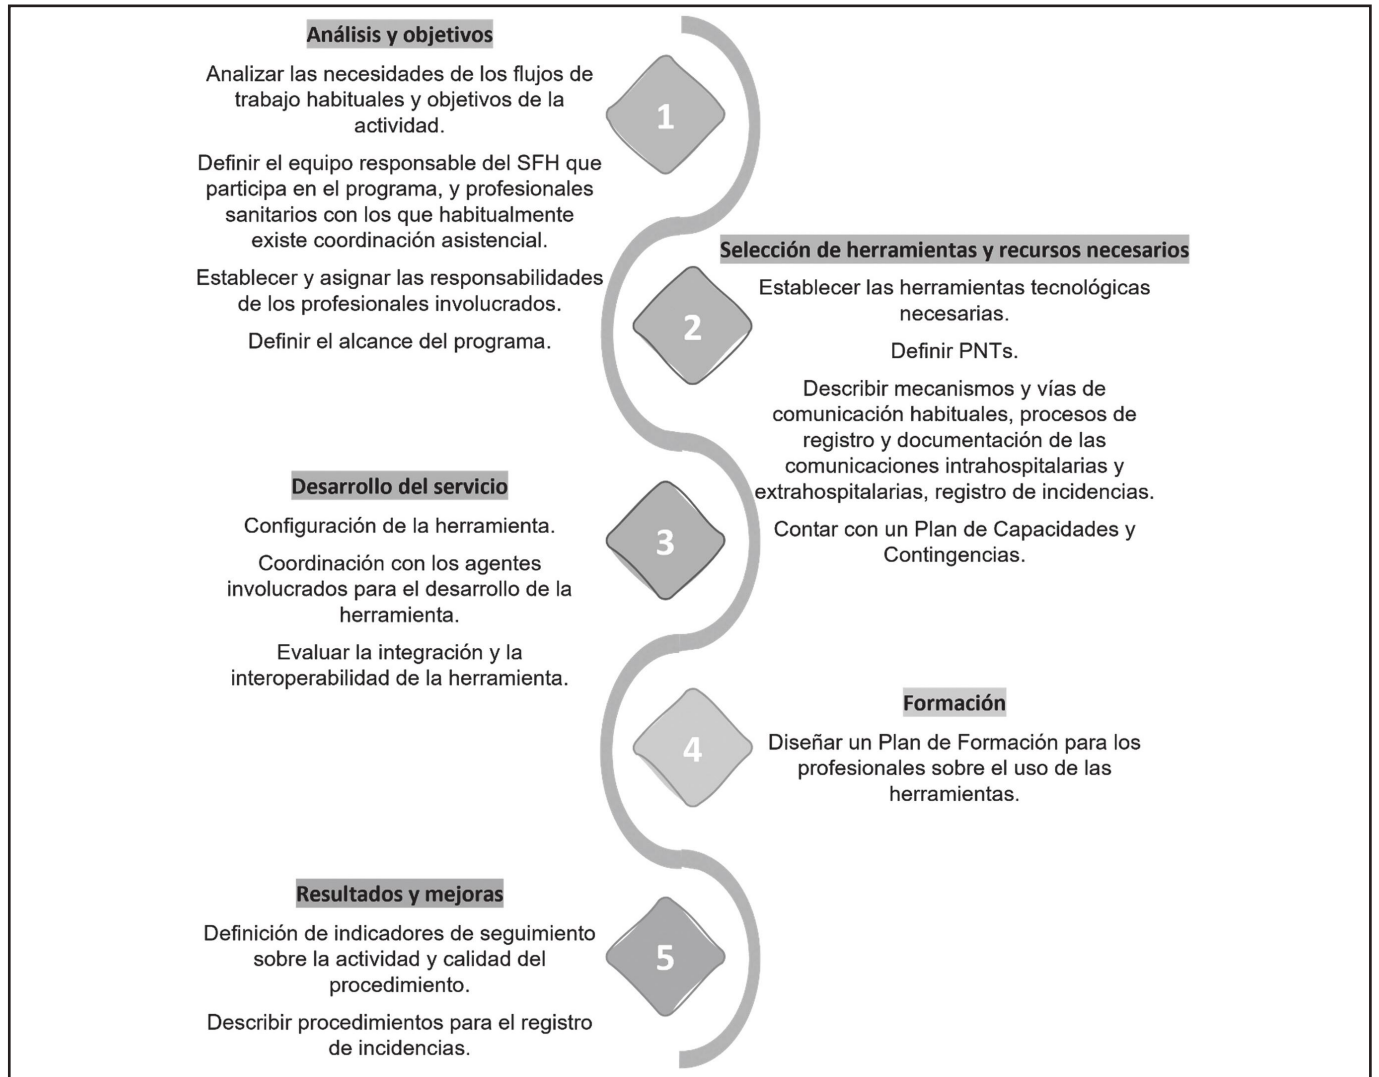 Análisis y objetivos
Analizar las necesidades de los flujos de
trabajo habituales y objetivos de la
actividad.
Definir el equipo responsable del SFH que
participa en el programa, y profesionales
sanitarios con los que habitualmente
existe coordinación asistencial.
Establecer y asignar las responsabilidades
de los profesionales involucrados.
Definir el alcance del programa.
1
Selección de herramientas y recursos necesarios
Establecer las herramientas tecnológicas
necesarias.
Definir PNTs.
Describir mecanismos y vías de
comunicación habituales, procesos de
registro y documentación de las
comunicaciones intrahospitalarias y
extrahospitalarias, registro de incidencias.
Contar con un Plan de Capacidades y
Contingencias.
2
Desarrollo del servicio
Configuración de la herramienta.
Coordinación con los agentes
involucrados para el desarrollo de la
herramienta.
Evaluar la integración y la
interoperabilidad de la herramienta.
3
Formación
Diseñar un Plan de Formación para los
profesionales sobre el uso de las
herramientas.
4
Resultados y mejoras
Definición de indicadores de seguimiento
sobre la actividad y calidad del
procedimiento.
Describir procedimientos para el registro
de incidencias.
5